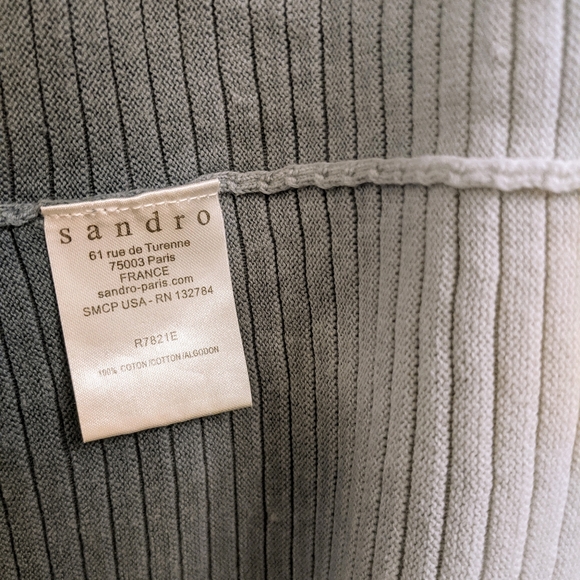 sandro
61 rue de Turenne
75003 Paris
FRANCE
sandro-paris.com
SMCP USA - RN 132784
R7821E
100% COTON/COTTON/ALGODON